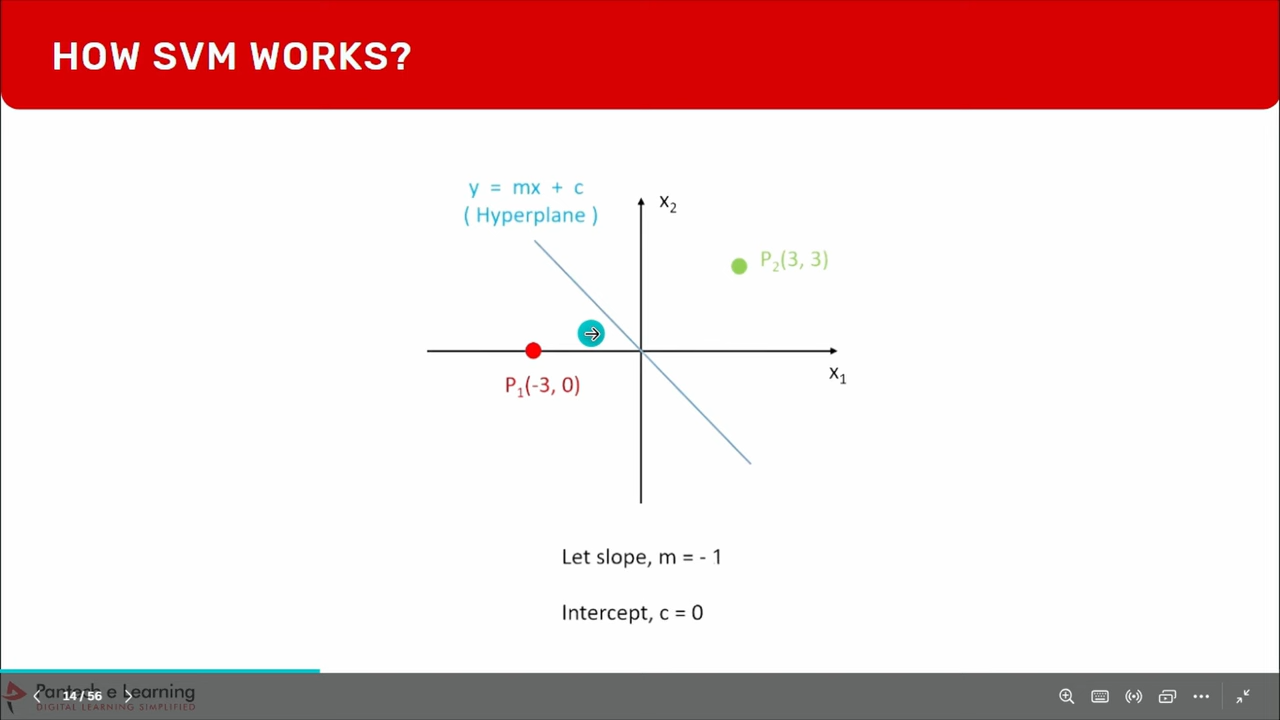 HOW SVM WORKS?
y = mx + c
( Hyperplane )
x₂
P₂(3, 3)
P₁(-3, 0)
x₁
Let slope, m = - 1
Intercept, c = 0
Pantech e Learning
DIGITAL LEARNING SIMPLIFIED
14 / 56